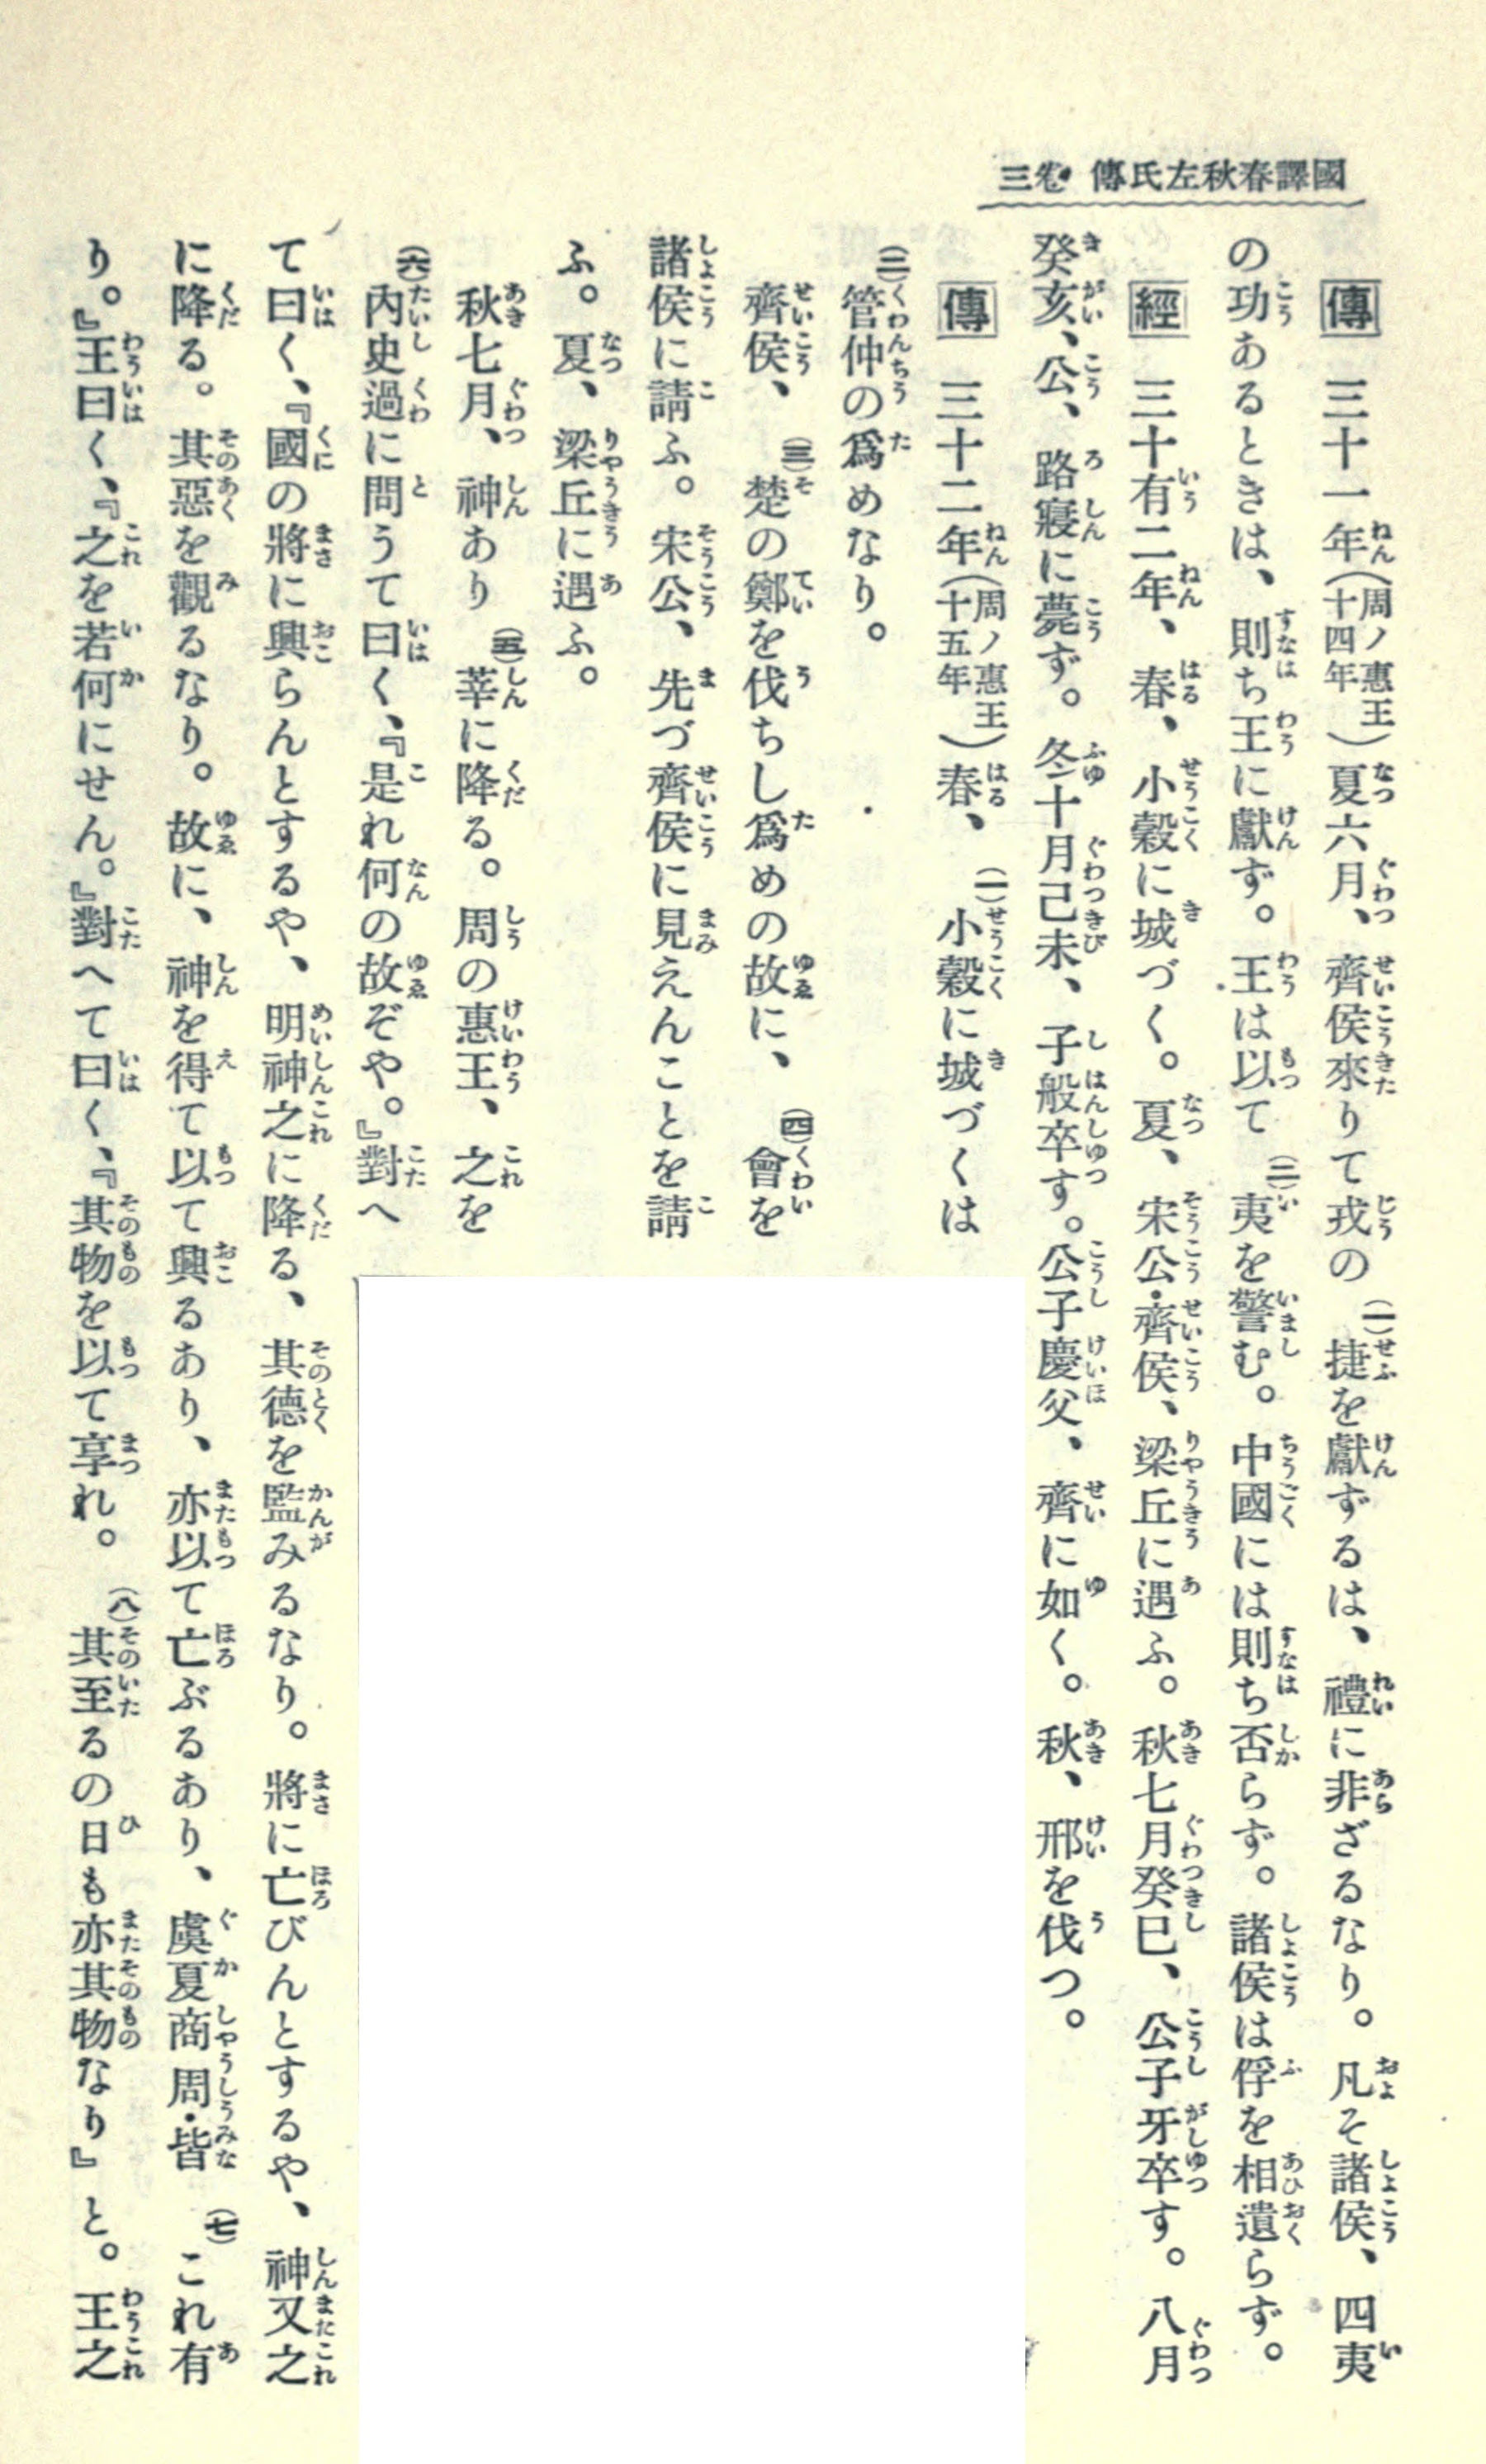 國譯春秋左氏傳 卷三
傳 三十一年(周ノ惠王十四年)夏六月、齊侯來りて戎の(一)捷を獻ずるは、禮に非ざるなり。凡そ諸侯、四夷
の功あるときは、則ち王に獻ず。王は以て(二)夷を警む。中國には則ち否らず。諸侯は俘を相遺らず。
經 三十有二年、春、小穀に城づく。夏、宋公・齊侯、梁丘に遇ふ。秋七月癸巳、公子牙卒す。八月
癸亥、公、路寢に薨ず。冬十月己未、子般卒す。公子慶父、齊に如く。秋、邢を伐つ。
傳 三十二年(周ノ惠王十五年)春、(一)小穀に城づくは
(二)管仲の爲めなり。
齊侯、(三)楚の鄭を伐ちし爲めの故に、(四)會を
諸侯に請ふ。宋公、先づ齊侯に見えんことを請
ふ。夏、梁丘に遇ふ。
秋七月、神あり(五)莘に降る。周の惠王、之を
(六)內史過に問うて曰く、『是れ何の故ぞや。』對へ
て曰く、『國の將に興らんとするや、明神之に降る、其德を監みるなり。將に亡びんとするや、神又之
に降る。其惡を觀るなり。故に、神を得て以て興るあり、亦以て亡ぶるあり、虞夏商周・皆(七)これ有
り。』王曰く、『之を若何にせん。』對へて曰く、『其物を以て享れ。(八)其至るの日も亦其物なり』と。王之